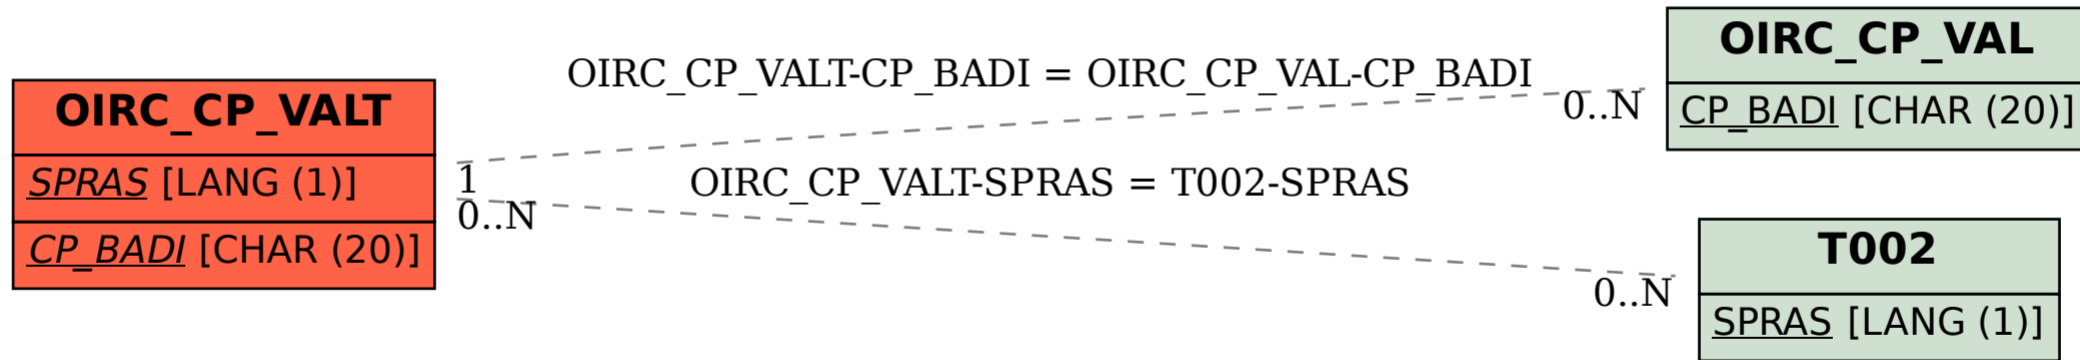 OIRC_CP_VALT
SPRAS [LANG (1)]
CP_BADI [CHAR (20)]
OIRC_CP_VALT-CP_BADI = OIRC_CP_VAL-CP_BADI
1
0..N
OIRC_CP_VALT-SPRAS = T002-SPRAS
0..N
0..N
OIRC_CP_VAL
CP_BADI [CHAR (20)]
T002
SPRAS [LANG (1)]